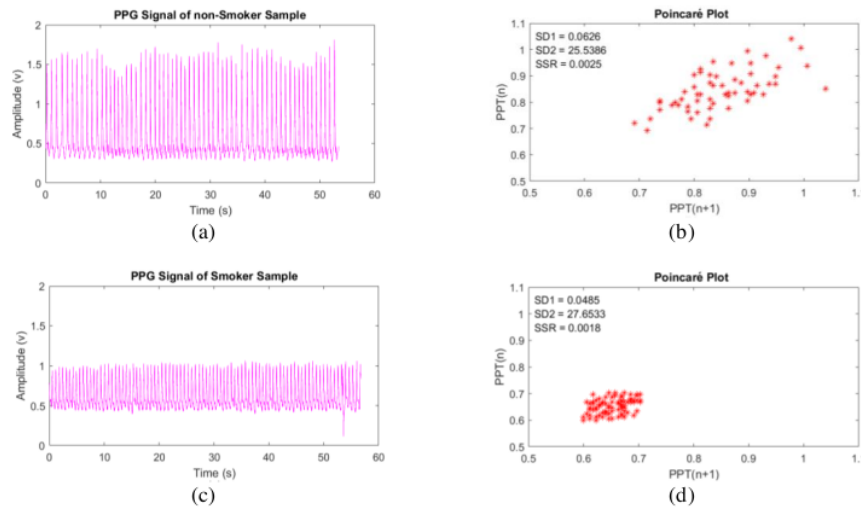 PPG Signal of non-Smoker Sample
2
1.5
1
0.5
0
Amplitude (v)
0 10 20 30 40 50 60
Time (s)
(a)
Poincaré Plot
SD1 = 0.0626
SD2 = 25.5386
SSR = 0.0025
1.1
1
0.9
0.8
0.7
0.6
0.5
PPT(n)
0.5 0.6 0.7 0.8 0.9 1 1.
PPT(n+1)
(b)
PPG Signal of Smoker Sample
2
1.5
1
0.5
0
Amplitude (v)
0 10 20 30 40 50 60
Time (s)
(c)
Poincaré Plot
SD1 = 0.0485
SD2 = 27.6533
SSR = 0.0018
1.1
1
0.9
0.8
0.7
0.6
0.5
PPT(n)
0.5 0.6 0.7 0.8 0.9 1 1.
PPT(n+1)
(d)